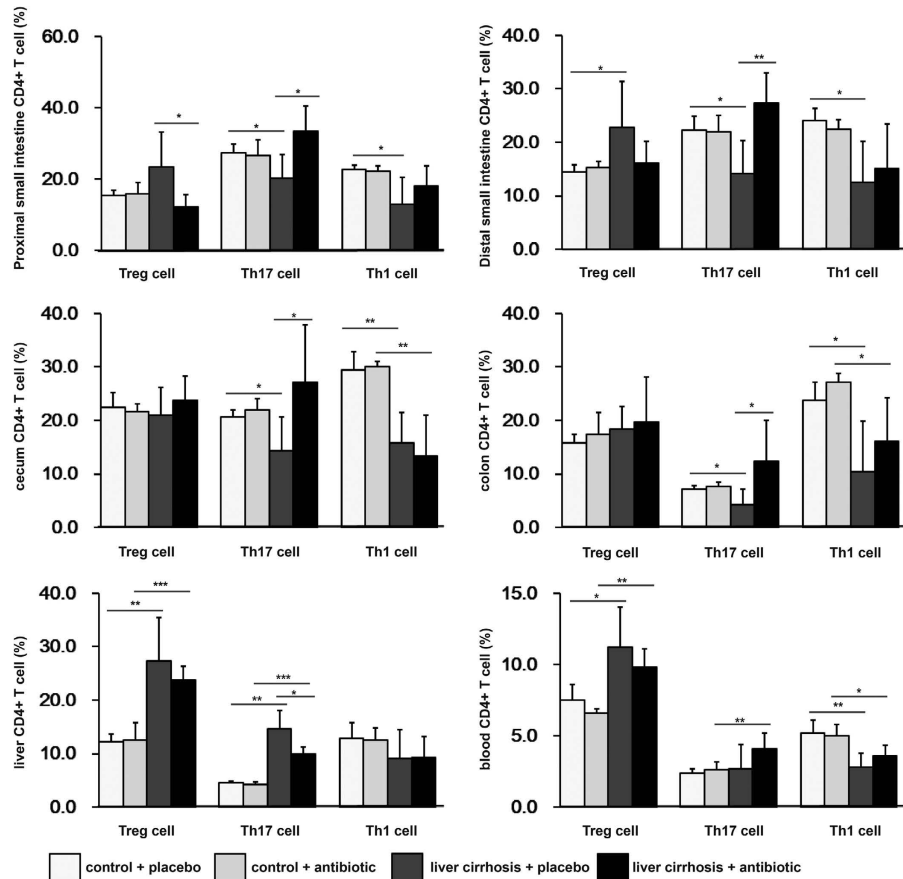 Proximal small intestine CD4+ T cell (%)
60.0
40.0
20.0
0.0
*
*
*
*
Treg cell
Th17 cell
Th1 cell
Distal small intestine CD4+ T cell (%)
40.0
30.0
20.0
10.0
0.0
*
*
**
*
Treg cell
Th17 cell
Th1 cell
cecum CD4+ T cell (%)
40.0
30.0
20.0
10.0
0.0
*
*
**
**
Treg cell
Th17 cell
Th1 cell
colon CD4+ T cell (%)
40.0
30.0
20.0
10.0
0.0
*
*
*
*
Treg cell
Th17 cell
Th1 cell
liver CD4+ T cell (%)
40.0
30.0
20.0
10.0
0.0
***
**
***
**
*
Treg cell
Th17 cell
Th1 cell
blood CD4+ T cell (%)
15.0
10.0
5.0
0.0
**
*
**
*
**
Treg cell
Th17 cell
Th1 cell
control + placebo
control + antibiotic
liver cirrhosis + placebo
liver cirrhosis + antibiotic